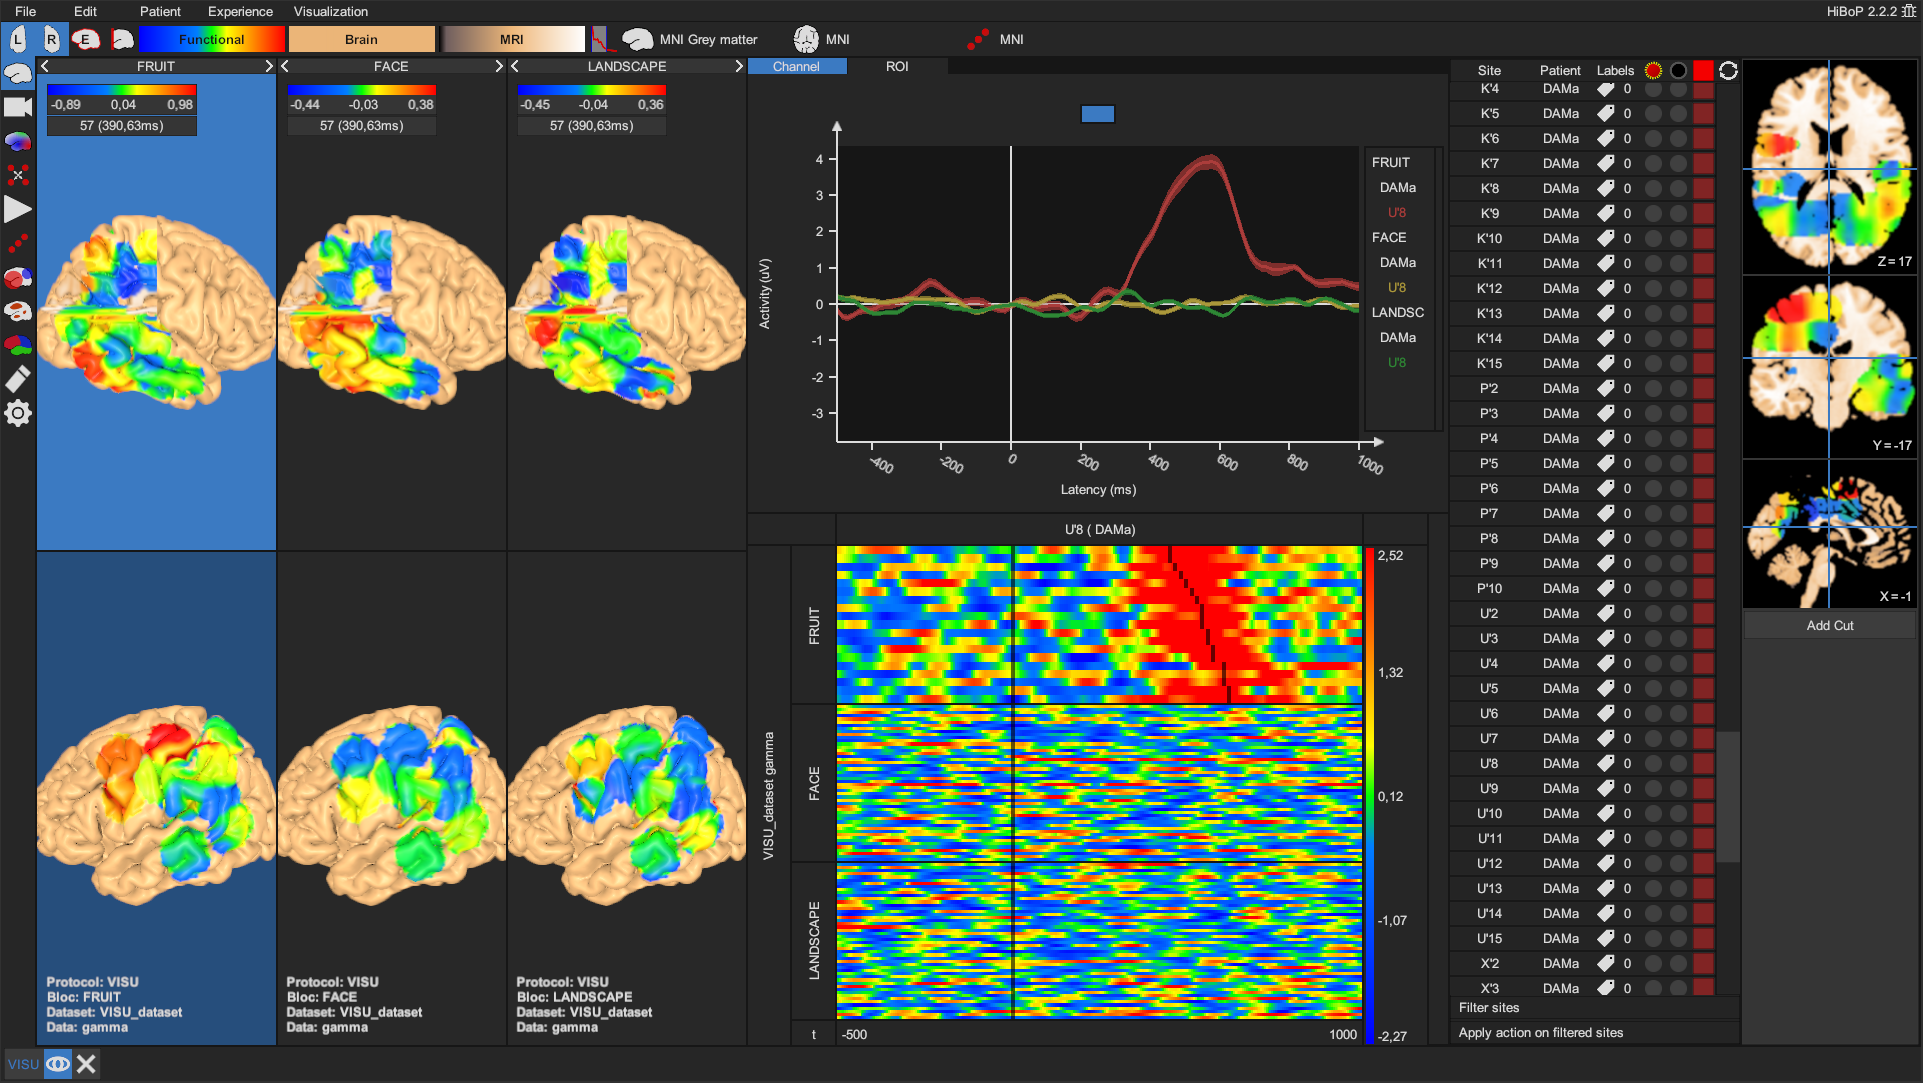 File Edit Patient Experience Visualization HiBoP 2.2.2
L R E Functional Brain MRI MNI Grey matter MNI MNI
FRUIT FACE LANDSCAPE
-0,89 0,04 0,98
57 (390,63ms)
-0,44 -0,03 0,38
57 (390,63ms)
-0,45 -0,04 0,36
57 (390,63ms)
Protocol: VISU
Bloc: FRUIT
Dataset: VISU_dataset
Data: gamma
Protocol: VISU
Bloc: FACE
Dataset: VISU_dataset
Data: gamma
Protocol: VISU
Bloc: LANDSCAPE
Dataset: VISU_dataset
Data: gamma
Channel ROI
Activity (uV)
4
3
2
1
0
-1
-2
-3
-400 -200 0 200 400 600 800 1000
Latency (ms)
FRUIT
DAMa
U'8
FACE
DAMa
U'8
LANDSC
DAMa
U'8
U'8 ( DAMa)
VISU_dataset gamma
FRUIT
FACE
LANDSCAPE
t -500 1000
2,52
1,32
0,12
-1,07
-2,27
Site Patient Labels
K'4 DAMa 0
K'5 DAMa 0
K'6 DAMa 0
K'7 DAMa 0
K'8 DAMa 0
K'9 DAMa 0
K'10 DAMa 0
K'11 DAMa 0
K'12 DAMa 0
K'13 DAMa 0
K'14 DAMa 0
K'15 DAMa 0
P'2 DAMa 0
P'3 DAMa 0
P'4 DAMa 0
P'5 DAMa 0
P'6 DAMa 0
P'7 DAMa 0
P'8 DAMa 0
P'9 DAMa 0
P'10 DAMa 0
U'2 DAMa 0
U'3 DAMa 0
U'4 DAMa 0
U'5 DAMa 0
U'6 DAMa 0
U'7 DAMa 0
U'8 DAMa 0
U'9 DAMa 0
U'10 DAMa 0
U'11 DAMa 0
U'12 DAMa 0
U'13 DAMa 0
U'14 DAMa 0
U'15 DAMa 0
X'2 DAMa 0
X'3 DAMa 0
Filter sites
Apply action on filtered sites
Z = 17
Y = -17
X = -1
Add Cut
VISU